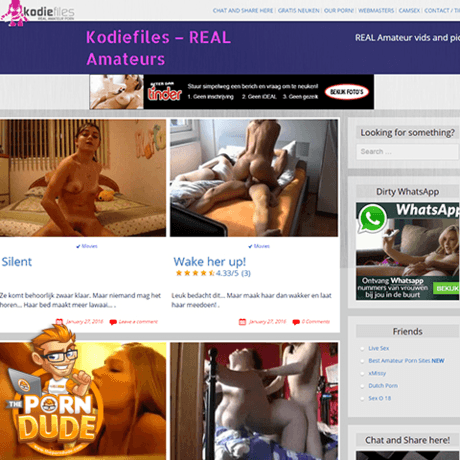 kodiefiles
REAL AMATEUR PORN
CHAT AND SHARE HERE! | GRATIS NEUKEN | OUR PORN! | WEBMASTERS | CAMSEX | CONTACT / TI
Kodiefiles – REAL
Amateurs
REAL Amateur vids and pic
tinder
Stuur simpelweg een berich en vraag om te neuken!
1. Geen inschrijving 2. Geen iDEAL 3. Geen gezeik
BEKIJK FOTO'S
Looking for something?
Search ...
Movies
Silent
Ze komt behoorlijk zwaar klaar. Maar niemand mag het
horen... Haar bed maakt meer lawaai...
January 27, 2016 Leave a comment
Movies
Wake her up!
4.33/5 (3)
Leuk bedacht dit... Maar maak haar dan wakker en laat
haar meedoen!
January 27, 2016 0 Comments
Dirty WhatsApp
WhatsAp
Ontvang Whatsapp
nummers van vrouwen
bij jou in de buurt
BEKIJK
Friends
Live Sex
Best Amateur Porn Sites NEW
xMissy
Dutch Porn
Sex O 18
Chat and Share here!
THE
PORN
DUDE